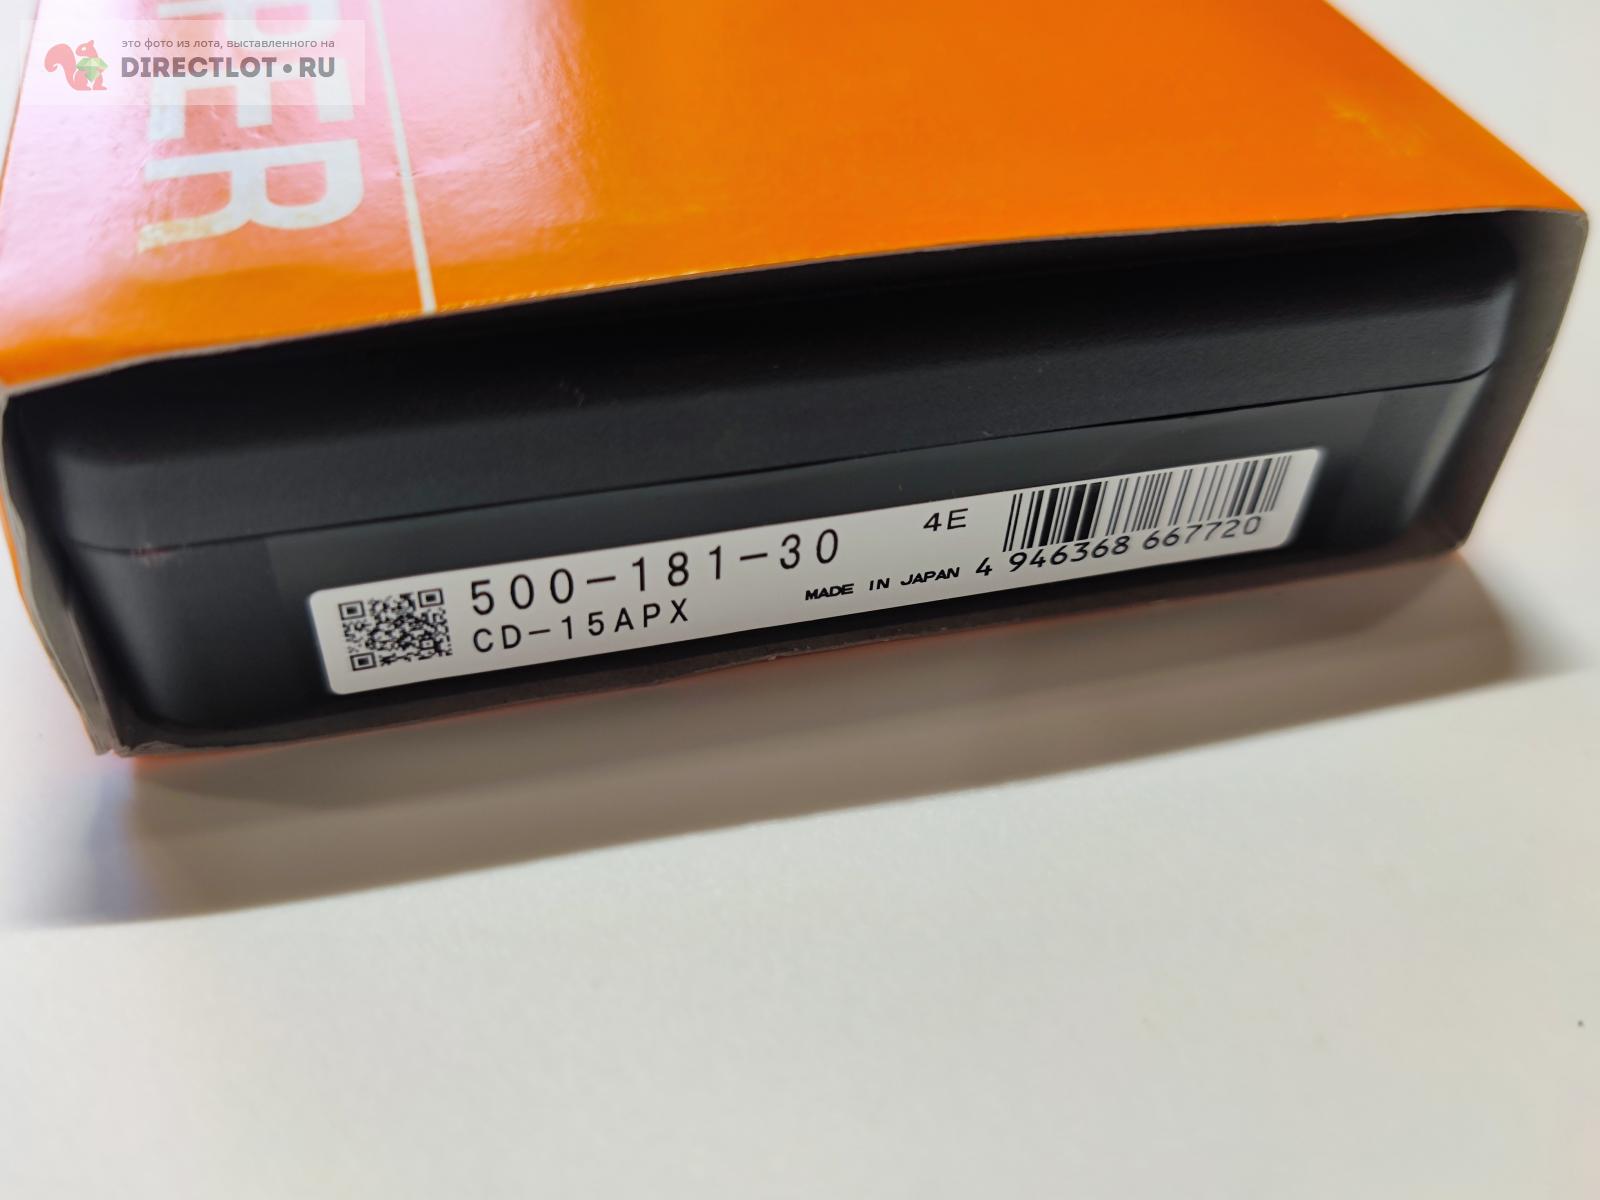 это фото из лота, выставленного на
DIRECTLOT•RU
PER
500-181-30
4E
CD-15APX
MADE IN JAPAN
4 946368 667720